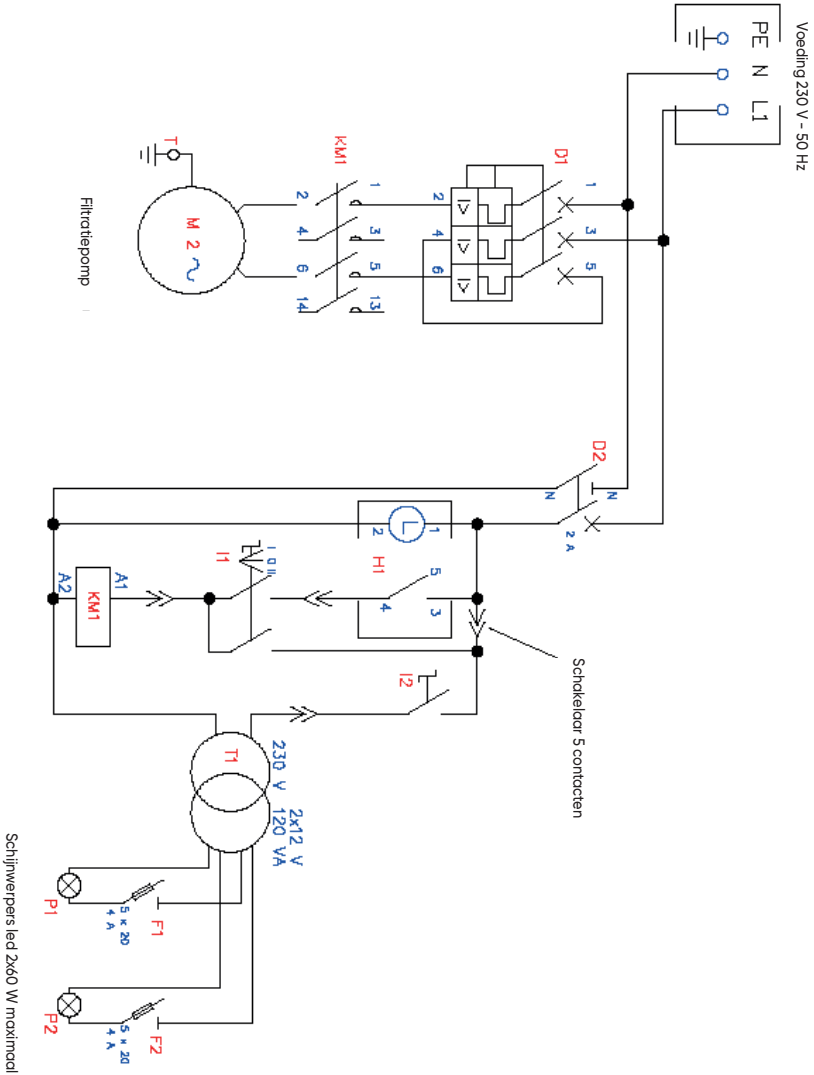 Voeding 230 V - 50 Hz
PE N L1
D1
1 3 5
2 4 6
KM1
1 3 5 13
2 4 6 14
T
M 2
Filtratiepomp
D2
N
N
2 A
L
1
2
H1
5
3
4
I1
I 0 II
A1
A2
KM1
Schakelaar 5 contacten
I2
T1
230 V
2x12 V
120 VA
P1
F1
5 x 20
4 A
P2
F2
5 x 20
4 A
Schijnwerpers led 2x60 W maximaal